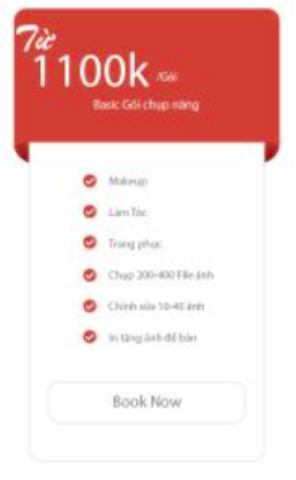 Từ
1100k /Gói
Basic Gói chụp nàng
Makeup
Làm Tóc
Trang phục
Chụp 200-400 File ảnh
Chỉnh sửa 10-40 ảnh
In tặng ảnh để bàn
Book Now